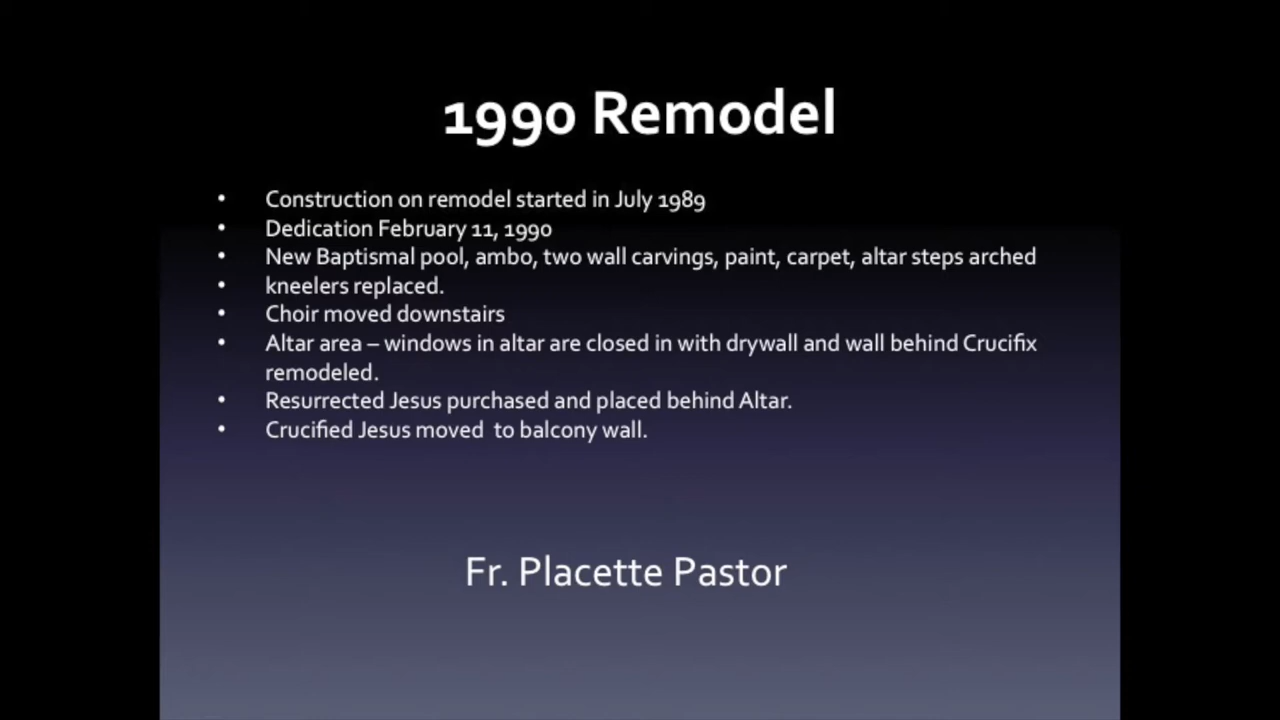 1990 Remodel
• Construction on remodel started in July 1989
• Dedication February 11, 1990
• New Baptismal pool, ambo, two wall carvings, paint, carpet, altar steps arched
• kneelers replaced.
• Choir moved downstairs
• Altar area – windows in altar are closed in with drywall and wall behind Crucifix
remodeled.
• Resurrected Jesus purchased and placed behind Altar.
• Crucified Jesus moved  to balcony wall.
Fr. Placette Pastor